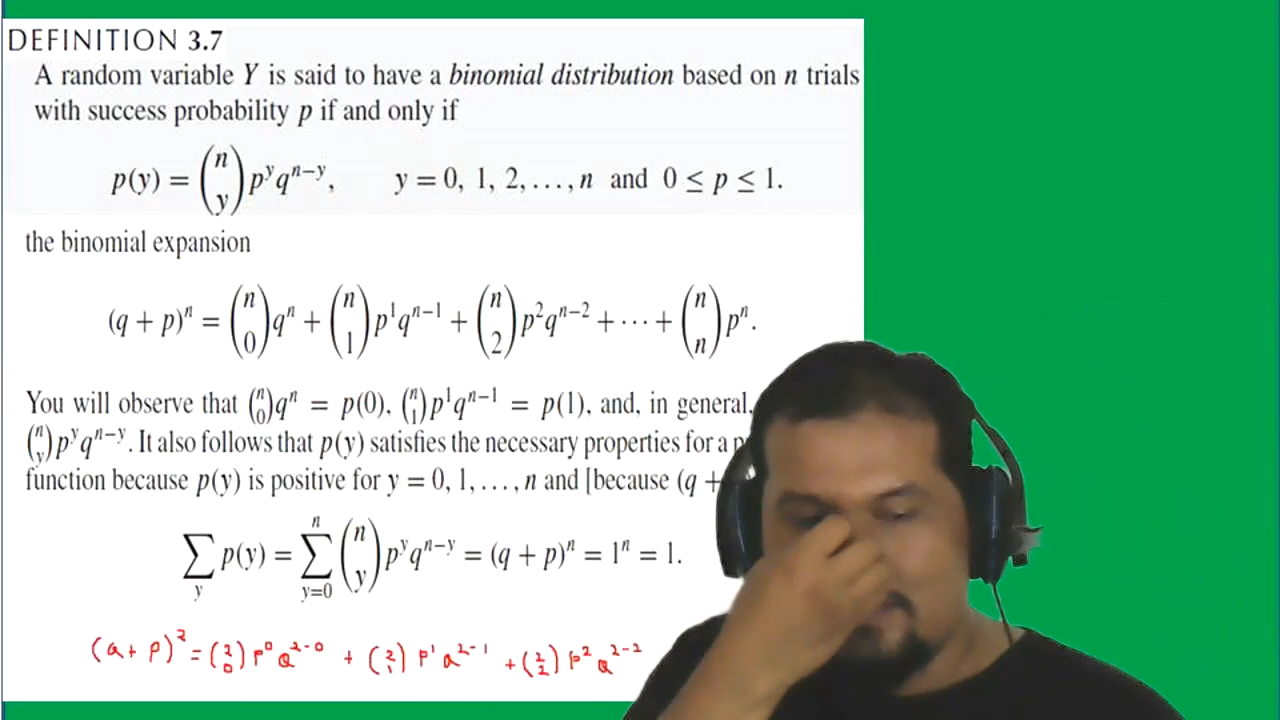 DEFINITION 3.7
A random variable Y is said to have a binomial distribution based on n trials
with success probability p if and only if
p(y) = (n y) p^y q^{n−y},   y = 0, 1, 2, . . . , n and 0 ≤ p ≤ 1.
the binomial expansion
(q + p)^n = (n 0) q^n + (n 1) p^1 q^{n−1} + (n 2) p^2 q^{n−2} + · · · + (n n) p^n.
You will observe that (n 0) q^n = p(0), (n 1) p^1 q^{n−1} = p(1), and, in general,
(n y) p^y q^{n−y}. It also follows that p(y) satisfies the necessary properties for a
function because p(y) is positive for y = 0, 1, . . . , n and [because (q +
∑_y p(y) = ∑_{y=0}^{n} (n y) p^y q^{n−y} = (q + p)^n = 1^n = 1.
(q + p)^2 = (2 0) p^0 q^{2-0} + (2 1) p^1 q^{2-1} + (2 2) p^2 q^{2-2}